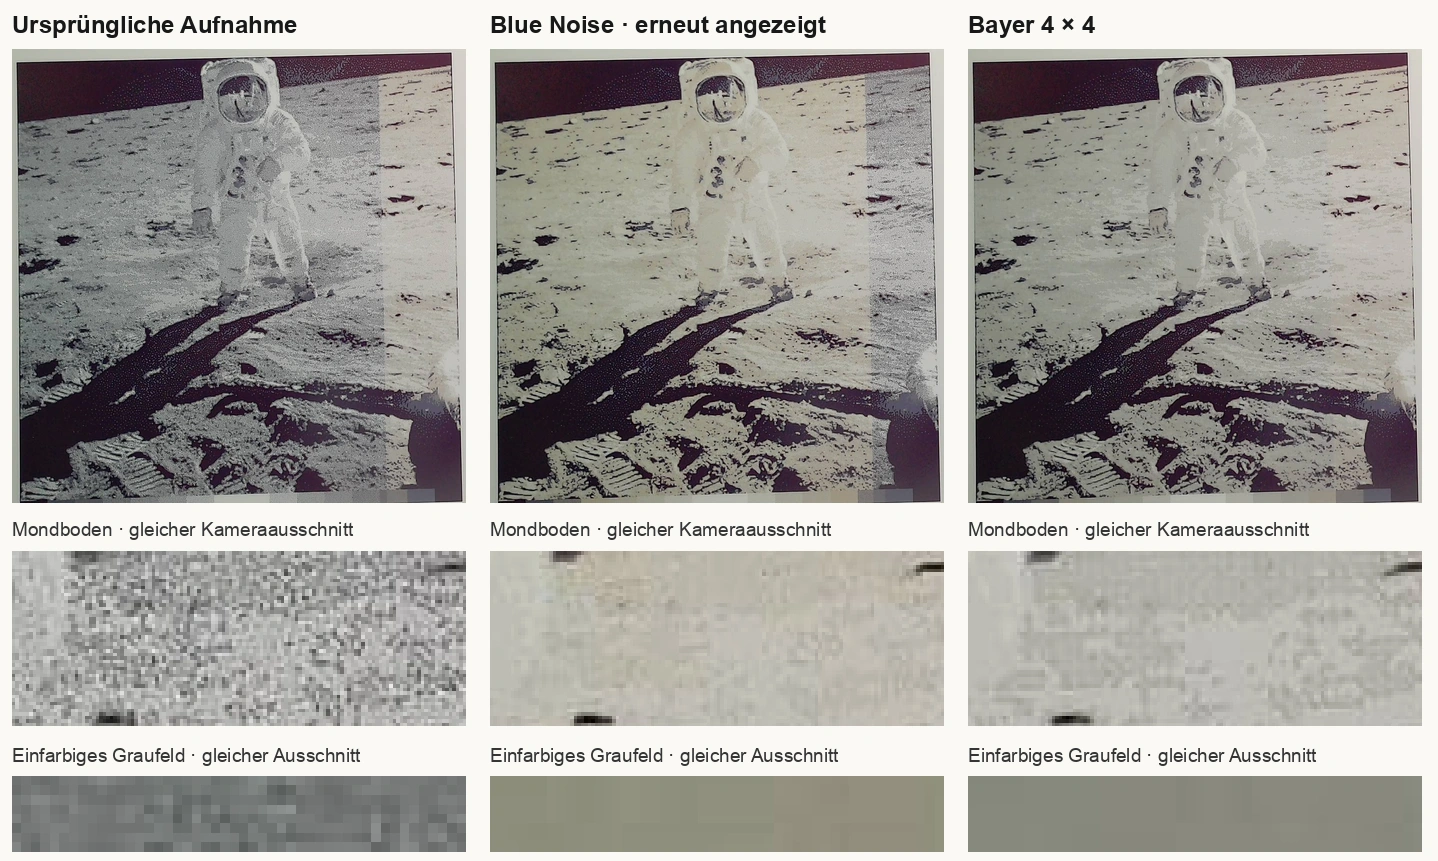 Ursprüngliche Aufnahme
Blue Noise · erneut angezeigt
Bayer 4 × 4
Mondboden · gleicher Kameraausschnitt
Mondboden · gleicher Kameraausschnitt
Mondboden · gleicher Kameraausschnitt
Einfarbiges Graufeld · gleicher Ausschnitt
Einfarbiges Graufeld · gleicher Ausschnitt
Einfarbiges Graufeld · gleicher Ausschnitt